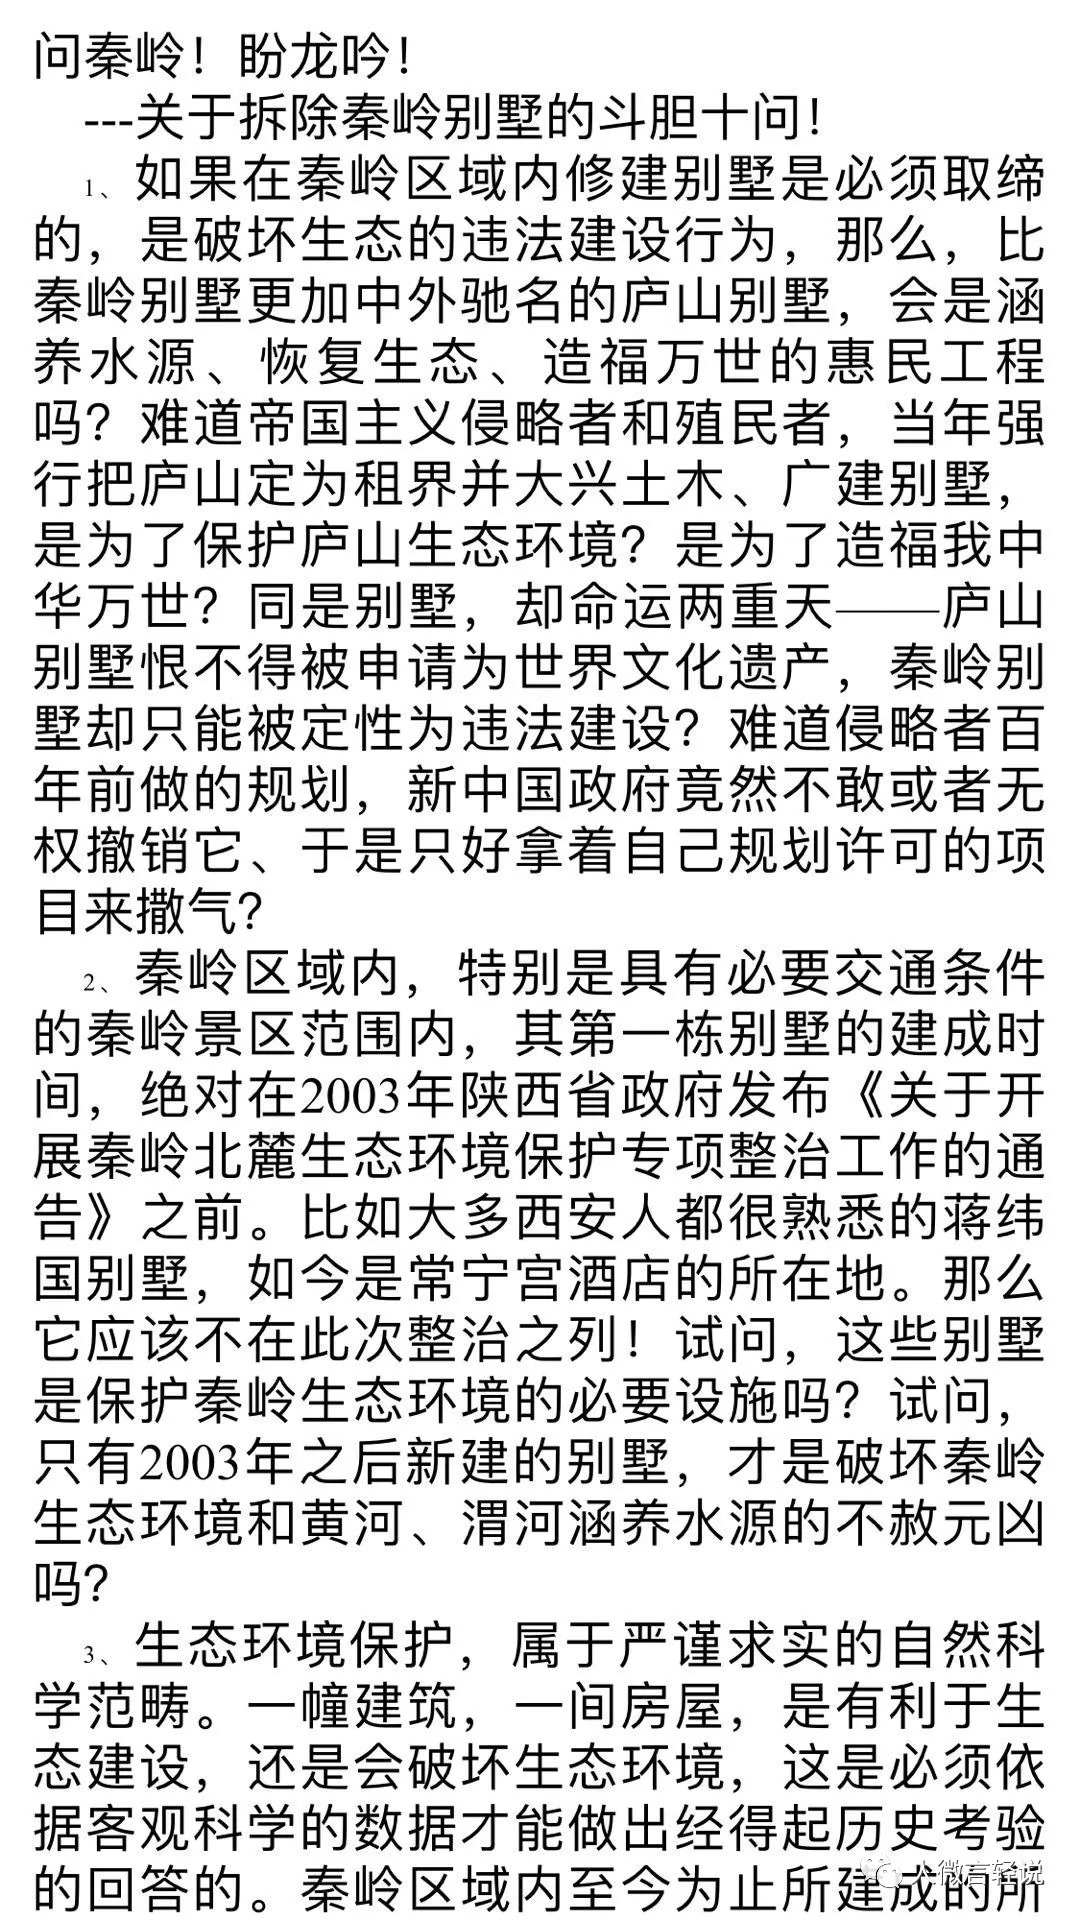 问秦岭！盼龙吟！
---关于拆除秦岭别墅的斗胆十问！
1、如果在秦岭区域内修建别墅是必须取缔
的，是破坏生态的违法建设行为，那么，比
秦岭别墅更加中外驰名的庐山别墅，会是涵
养水源、恢复生态、造福万世的惠民工程
吗？难道帝国主义侵略者和殖民者，当年强
行把庐山定为租界并大兴土木、广建别墅，
是为了保护庐山生态环境？是为了造福我中
华万世？同是别墅，却命运两重天——庐山
别墅恨不得被申请为世界文化遗产，秦岭别
墅却只能被定性为违法建设？难道侵略者百
年前做的规划，新中国政府竟然不敢或者无
权撤销它、于是只好拿着自己规划许可的项
目来撒气？
2、秦岭区域内，特别是具有必要交通条件
的秦岭景区范围内，其第一栋别墅的建成时
间，绝对在2003年陕西省政府发布《关于开
展秦岭北麓生态环境保护专项整治工作的通
告》之前。比如大多西安人都很熟悉的蒋纬
国别墅，如今是常宁宫酒店的所在地。那么
它应该不在此次整治之列！试问，这些别墅
是保护秦岭生态环境的必要设施吗？试问，
只有2003年之后新建的别墅，才是破坏秦岭
生态环境和黄河、渭河涵养水源的不赦元凶
吗？
3、生态环境保护，属于严谨求实的自然科
学范畴。一幢建筑，一间房屋，是有利于生
态建设，还是会破坏生态环境，这是必须依
据客观科学的数据才能做出经得起历史考验
的回答的。秦岭区域内至今为止所建成的所
人微言轻说